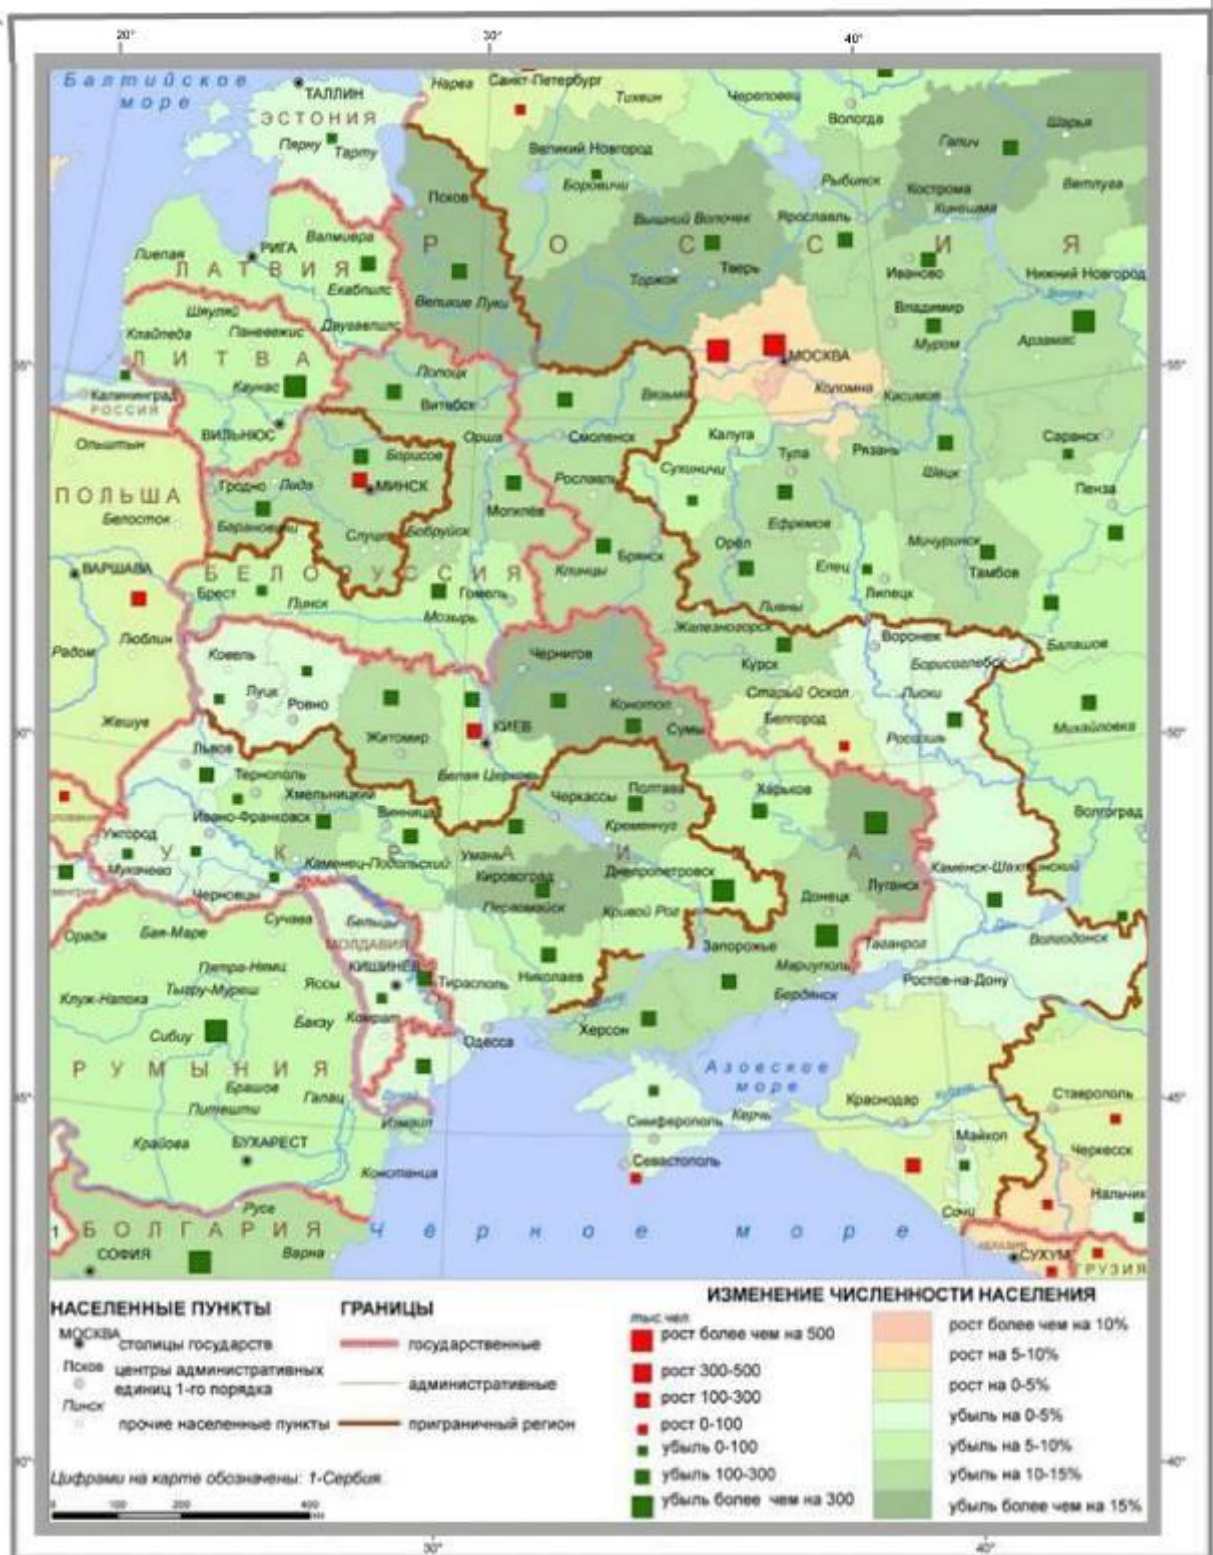 20° 30° 40°
Балтийское
море
ТАЛЛИН
Нарва
Санкт-Петербург
Тихвин
Череповец
Вологда
ЭСТОНИЯ
Пярну
Тарту
Великий Новгород
Боровичи
Галич
Шарья
Псков
Рыбинск
Кострома
Ветлуга
Кинешма
Вышний Волочек
Ярославль
Валмиера
РОССИЯ
РИГА
Лиепая
ЛАТВИЯ
Торжок
Тверь
Иваново
Нижний Новгород
Екабпилс
Великие Луки
Шяуляй
Владимир
Клайпеда
Паневежис
Даугавпилс
Муром
Арзамас
ЛИТВА
МОСКВА
Полоцк
Каунас
Калининград
РОССИЯ
Витебск
Вязьма
Коломна
Касимов
ВИЛЬНЮС
Орша
Смоленск
Калуга
Тула
Рязань
Саранск
Ольштын
Борисов
Сухиничи
Шацк
Гродно
Лида
МИНСК
Рославль
Пенза
ПОЛЬША
Белосток
Могилёв
Барановичи
Слуцк
Бобруйск
Ефремов
Мичуринск
Орёл
Брянск
ВАРШАВА
БЕЛОРУССИЯ
Клинцы
Елец
Тамбов
Брест
Пинск
Гомель
Липецк
Мозырь
Ливны
Люблин
Железногорск
Воронеж
Балашов
Радом
Ковель
Чернигов
Курск
Борисоглебск
Луцк
Ровно
Конотоп
Старый Оскол
Лиски
Жешув
КИЕВ
Сумы
Белгород
Михайловка
Житомир
Россошь
Львов
Тернополь
Белая Церковь
Хмельницкий
Полтава
Харьков
Черкассы
Ивано-Франковск
Винница
Кременчуг
Волгоград
Ужгород
УКРАИНА
Мукачево
Каменец-Подольский
Умань
Днепропетровск
Каменск-Шахтинский
Кировоград
Луганск
Черновцы
Первомайск
Кривой Рог
Донецк
Сучава
Бельцы
Орадя
Бая-Маре
МОЛДАВИЯ
Запорожье
Таганрог
Дон
Волгодонск
Пятра-Нямц
КИШИНЁВ
Мариуполь
Тыргу-Муреш
Яссы
Тирасполь
Николаев
Ростов-на-Дону
Клуж-Напока
Бердянск
Бакэу
Комрат
Сибиу
Одесса
Херсон
РУМЫНИЯ
Азовское
море
Брашов
Галац
Дунай
Краснодар
Кубань
Ставрополь
Питешти
Измаил
Симферополь
Керчь
Майкоп
Крайова
БУХАРЕСТ
Черкесск
Констанца
Севастополь
Нальчик
Русе
Сочи
1 БОЛГАРИЯ
Чёрное море
Варна
СОФИЯ
АБХАЗИЯ
СУХУМ
ГРУЗИЯ
НАСЕЛЕННЫЕ ПУНКТЫ
МОСКВА столицы государств
Псков центры административных
единиц 1-го порядка
Пинск
прочие населенные пункты
ГРАНИЦЫ
государственные
административные
приграничный регион
ИЗМЕНЕНИЕ ЧИСЛЕННОСТИ НАСЕЛЕНИЯ
тыс чел
рост более чем на 500
рост 300-500
рост 100-300
рост 0-100
убыль 0-100
убыль 100-300
убыль более чем на 300
рост более чем на 10%
рост на 5-10%
рост на 0-5%
убыль на 0-5%
убыль на 5-10%
убыль на 10-15%
убыль более чем на 15%
Цифрами на карте обозначены: 1-Сербия.
0 100 200 400
30° 40°